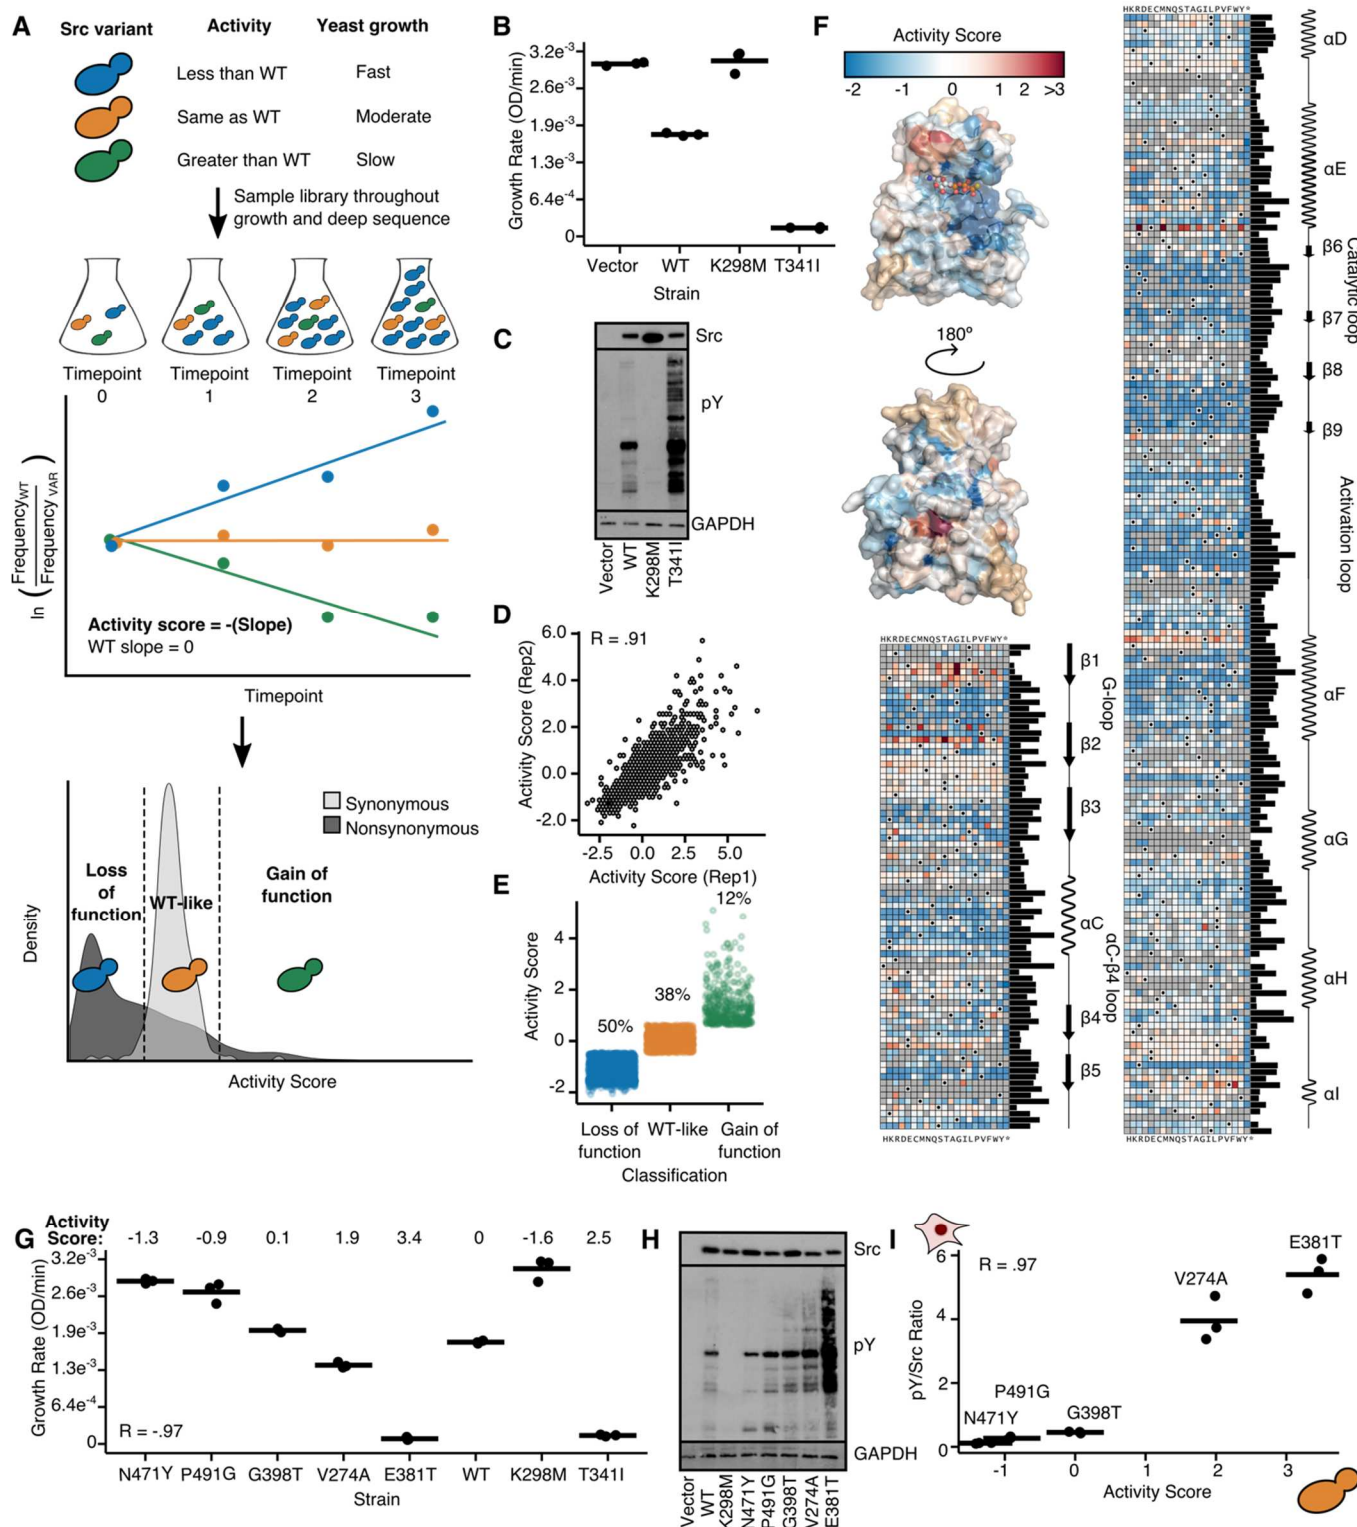 A
Src variant
Activity
Yeast growth
Less than WT
Fast
Same as WT
Moderate
Greater than WT
Slow
Sample library throughout
growth and deep sequence
Timepoint
0
Timepoint
1
Timepoint
2
Timepoint
3
ln ( FrequencyWT
FrequencyVAR )
Activity score = -(Slope)
WT slope = 0
Timepoint
Synonymous
Nonsynonymous
Loss
of
function
WT-like
Gain of
function
Density
Activity Score
B
Growth Rate (OD/min)
3.2e-3
2.6e-3
1.9e-3
1.3e-3
6.4e-4
0
Vector WT K298M T341I
Strain
C
Src
pY
GAPDH
Vector
WT
K298M
T341I
D
R = .91
Activity Score (Rep2)
6.0
4.0
2.0
0.0
-2.0
-2.5 0.0 2.5 5.0
Activity Score (Rep1)
E
12%
38%
50%
Activity Score
4
2
0
-2
Loss of
function
WT-like
Gain of
function
Classification
F
Activity Score
-2 -1 0 1 2 >3
180º
HKRDECMNQSTAGILPVFWY*
β1
G-loop
β2
β3
αC
αC-β4 loop
β4
β5
HKRDECMNQSTAGILPVFWY*
HKRDECMNQSTAGILPVFWY*
αD
αE
β6
Catalytic loop
β7
β8
β9
Activation loop
αF
αG
αH
αI
HKRDECMNQSTAGILPVFWY*
G
Activity
Score:
-1.3 -0.9 0.1 1.9 3.4 0 -1.6 2.5
Growth Rate (OD/min)
3.2e-3
2.6e-3
1.9e-3
1.3e-3
6.4e-4
0
R = -.97
N471Y P491G G398T V274A E381T WT K298M T341I
Strain
H
Src
pY
GAPDH
Vector
WT
K298M
N471Y
P491G
G398T
V274A
E381T
I
R = .97
pY/Src Ratio
6
4
2
0
E381T
V274A
P491G
N471Y
G398T
-1 0 1 2 3
Activity Score